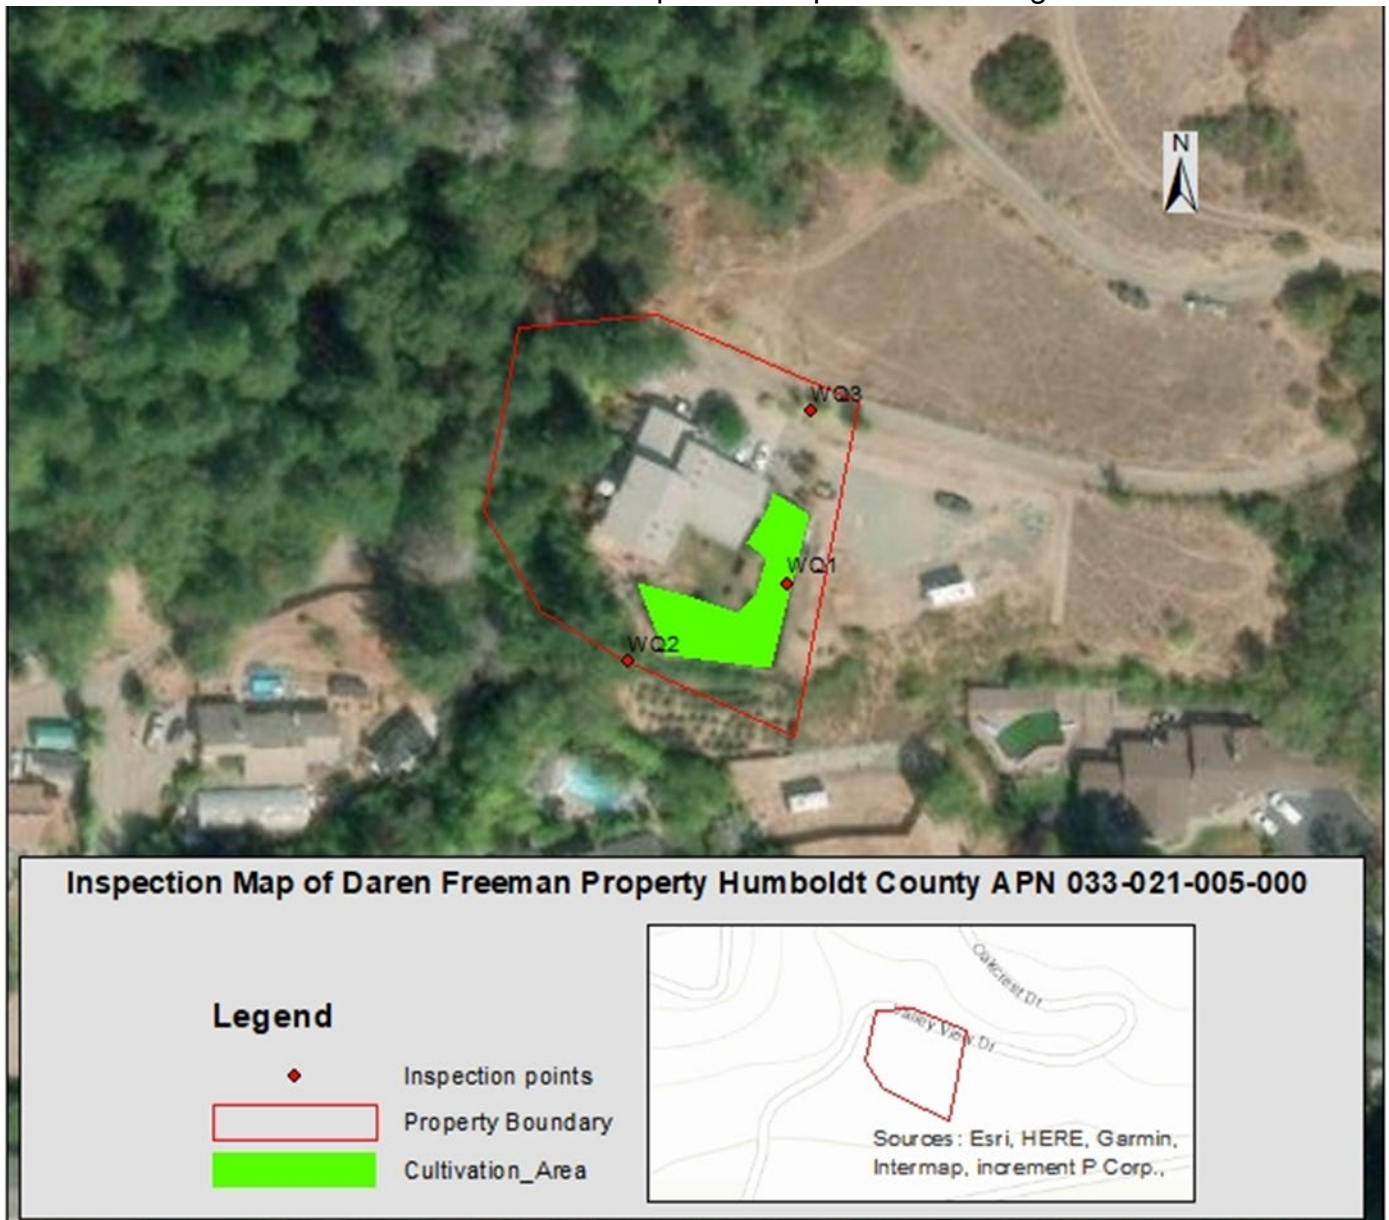 N
WQ3
WQ1
WQ2
Inspection Map of Daren Freeman Property Humboldt County APN 033-021-005-000
Legend
Inspection points
Property Boundary
Cultivation_Area
Oakcrest Dr
Valley View Dr
Sources: Esri, HERE, Garmin,
Intermap, increment P Corp.,